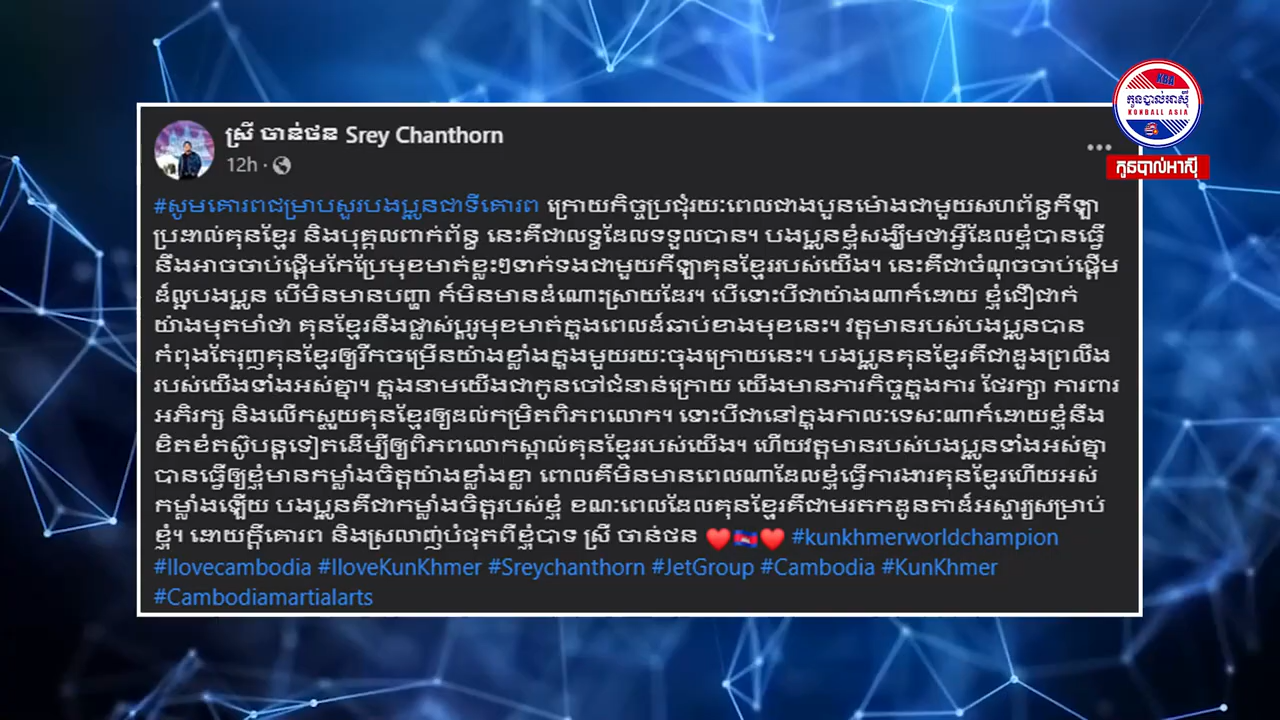 KBA
កូនបាល់អាស៊ី
KONBALL ASIA
កូនបាល់អាស៊ី
ស្រី ចាន់ថន Srey Chanthorn
12h ·
#សូមគោរពជម្រាបសួរបងប្អូនជាទីគោរព ក្រោយកិច្ចប្រជុំរយៈពេលជាងបួនម៉ោងជាមួយសហព័ន្ធកីឡា
ប្រដាល់គុនខ្មែរ និងបុគ្គលពាក់ព័ន្ធ នេះគឺជាលទ្ធដែលទទួលបាន។ បងប្អូនខ្ញុំសង្ឃឹមថាអ្វីដែលខ្ញុំបានធ្វើ
នឹងអាចចាប់ផ្ដើមកែប្រែមុខមាត់ខ្លះៗទាក់ទងជាមួយកីឡាគុនខ្មែររបស់យើង។ នេះគឺជាចំណុចចាប់ផ្ដើម
ដ៏ល្អបងប្អូន បើមិនមានបញ្ហា ក៏មិនមានដំណោះស្រាយដែរ។ បើទោះបីជាយ៉ាងណាក៏ដោយ ខ្ញុំជឿជាក់
យ៉ាងមុតមាំថា គុនខ្មែរនឹងផ្លាស់ប្ដូរមុខមាត់ក្នុងពេលដ៏ឆាប់ខាងមុខនេះ។ វត្តមានរបស់បងប្អូនបាន
កំពុងតែរុញគុនខ្មែរឲ្យរីកចម្រើនយ៉ាងខ្លាំងក្នុងមួយរយៈចុងក្រោយនេះ។ បងប្អូនគុនខ្មែរគឺជាដួងព្រលឹង
របស់យើងទាំងអស់គ្នា។ ក្នុងនាមយើងជាកូនចៅជំនាន់ក្រោយ យើងមានភារកិច្ចក្នុងការ ថែរក្សា ការពារ
អភិរក្ស និងលើកស្ទួយគុនខ្មែរឲ្យដល់កម្រិតពិភពលោក។ ទោះបីជានៅក្នុងកាលៈទេសៈណាក៏ដោយខ្ញុំនឹង
ខិតខំតស៊ូបន្តទៀតដើម្បីឲ្យពិភពលោកស្គាល់គុនខ្មែររបស់យើង។ ហើយវត្តមានរបស់បងប្អូនទាំងអស់គ្នា
បានធ្វើឲ្យខ្ញុំមានកម្លាំងចិត្តយ៉ាងខ្លាំងខ្លា ពោលគឺមិនមានពេលណាដែលខ្ញុំធ្វើការងារគុនខ្មែរហើយអស់
កម្លាំងឡើយ បងប្អូនគឺជាកម្លាំងចិត្តរបស់ខ្ញុំ ខណៈពេលដែលគុនខ្មែរគឺជាមរតកដូនតាដ៏អស្ចារ្យសម្រាប់
ខ្ញុំ។ ដោយក្ដីគោរព និងស្រលាញ់បំផុតពីខ្ញុំបាទ ស្រី ចាន់ថន ❤️🇰🇭❤️ #kunkhmerworldchampion
#Ilovecambodia #IloveKunKhmer #Sreychanthorn #JetGroup #Cambodia #KunKhmer
#Cambodiamartialarts